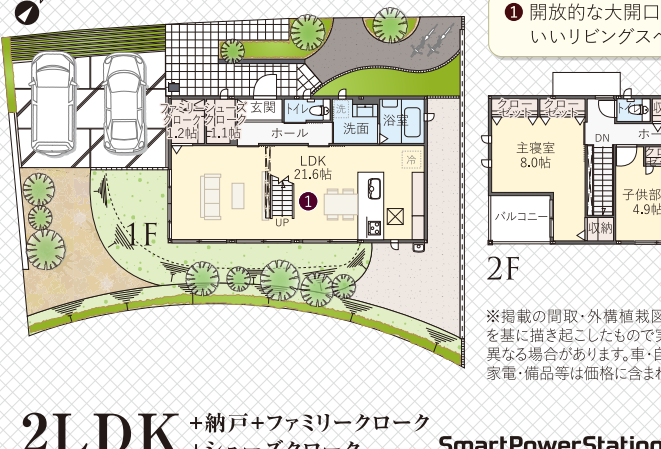 ❶ 開放的な大開口
いいリビングスペ
ファミリー
クローク
1.2帖
シューズ
クローク
1.1帖
玄関
トイレ
洗
洗面
浴室
ホール
LDK
21.6帖
冷
❶
UP
1F
クロー
ゼット
クロー
ゼット
トイレ
収
DN
ホー
主寝室
8.0帖
クロ
ゼ
子供部
4.9帖
バルコニー
収納
2F
※掲載の間取・外構植栽図
を基に描き起こしたもので実
異なる場合があります。車・自
家電・備品等は価格に含まれ
2LDK +納戸+ファミリークローク
+シューズクローク
SmartPowerStation